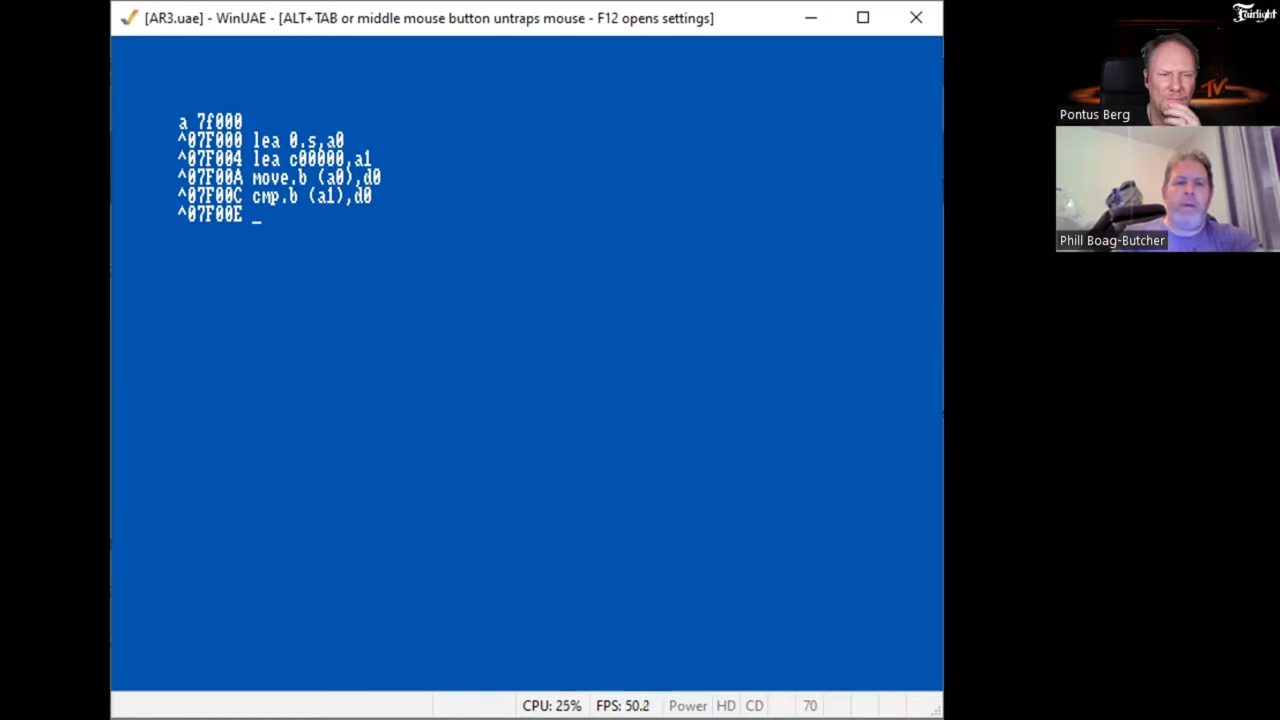 [AR3.uae] - WinUAE - [ALT+TAB or middle mouse button untraps mouse - F12 opens settings]
Fairlight
TV
Pontus Berg
Phill Boag-Butcher
a 7f000
^07F000 lea 0.s,a0
^07F004 lea c00000,a1
^07F00A move.b (a0),d0
^07F00C cmp.b (a1),d0
^07F00E _
CPU: 25% FPS: 50.2 Power HD CD 70